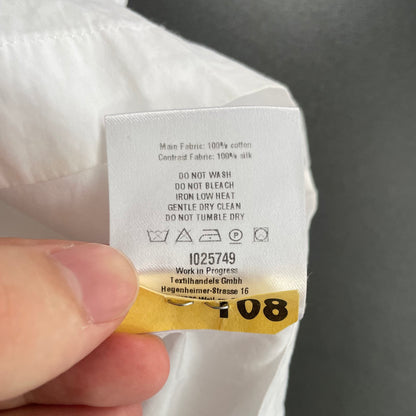 Main Fabric: 100% cotton
Contrast Fabric: 100% silk
DO NOT WASH
DO NOT BLEACH
IRON LOW HEAT
GENTLE DRY CLEAN
DO NOT TUMBLE DRY
1025749
Work in Progress
Textilhandels GmbH
Hegenheimer-Strasse 16
108